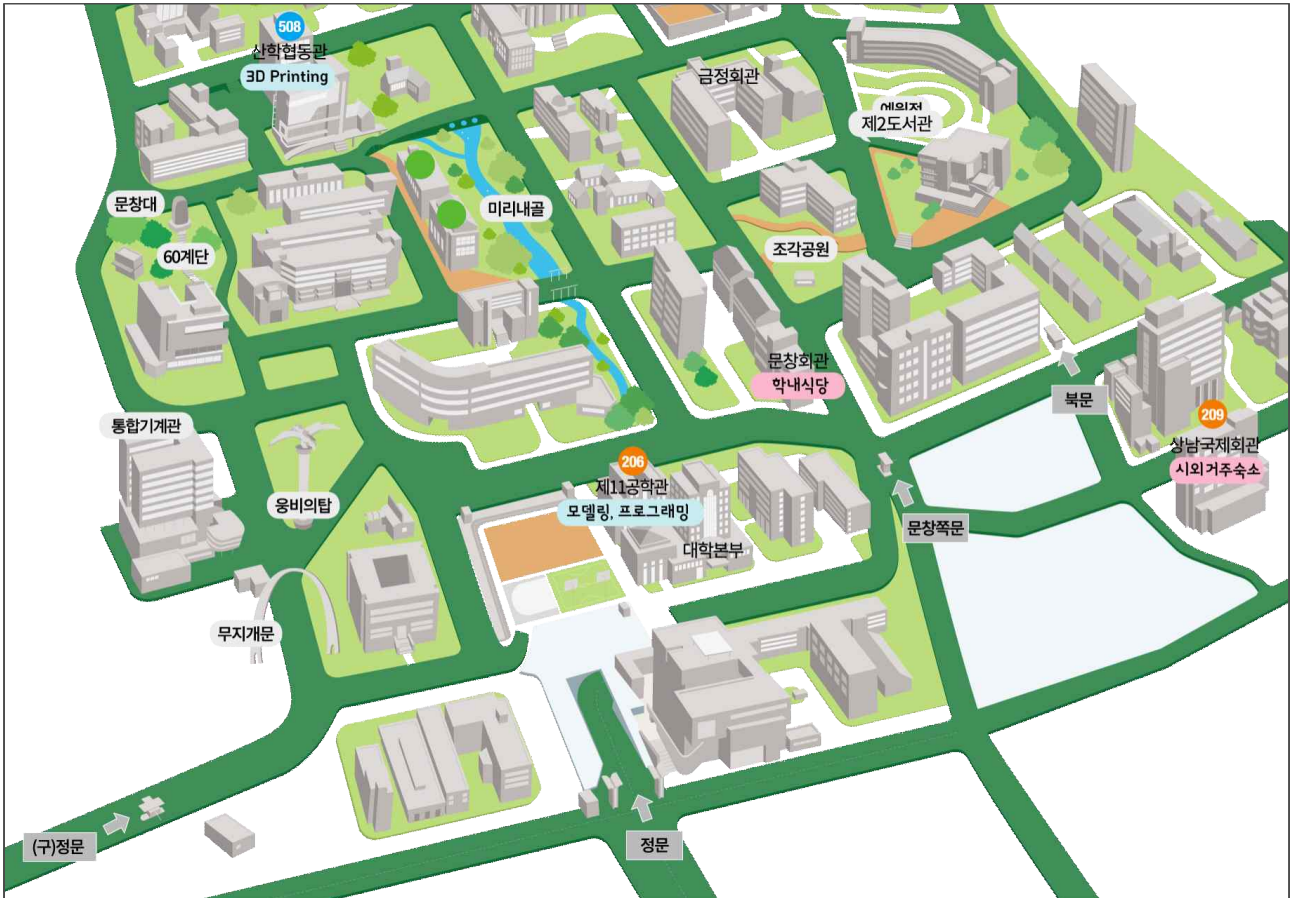 508
산학협동관
3D Printing
금정회관
예원정
제2도서관
문창대
미리내골
60계단
조각공원
문창회관
학내식당
북문
209
상남국제회관
시외거주숙소
통합기계관
206
제11공학관
모델링, 프로그래밍
웅비의탑
문창쪽문
대학본부
무지개문
(구)정문
정문